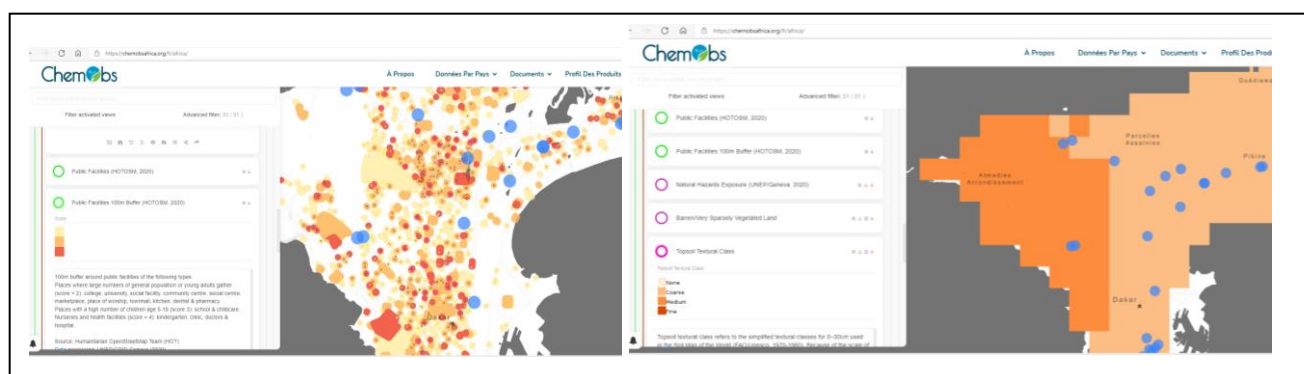 https://chemobsafrica.org/fr/africa/
ChemObs
À Propos
Données Par Pays
Documents
Profil Des Produits
Filter activated views
Advanced filter( 31 / 31 )
Public Facilities (HOTOSM, 2020)
Public Facilities 100m Buffer (HOTOSM, 2020)
Score
100m buffer around public facilities of the following types:
Places where large numbers of general population or young adults gather
(score = 2): college, university, social facility, community centre, social centre,
marketplace, place of worship, townhall, kitchen, dentist & pharmacy.
Places with a high number of children age 5-16 (score 3): school & childcare
Nurseries and health facilities (score = 4): kindergarten, clinic, doctors &
hospital
Source: Humanitarian OpenStreetMap Team (HOT)
https://chemobsafrica.org/fr/africa/
ChemObs
À Propos
Données Par Pays
Documents
Profil Des Prod
Filter activated views
Advanced filter( 31 / 31 )
Public Facilities (HOTOSM, 2020)
Public Facilities 100m Buffer (HOTOSM, 2020)
Natural Hazards Exposure (UNEP/Geneva, 2020)
Barren/Very Sparsely Vegetated Land
Topsoil Textural Class
Topsoil Textural Class
None
Coarse
Medium
Fine
Topsoil textural class refers to the simplified textural classes for 0-30cm used
Guédiaw
Parcelles
Assainies
Pikine
Almadies
Arrondissement
Dakar